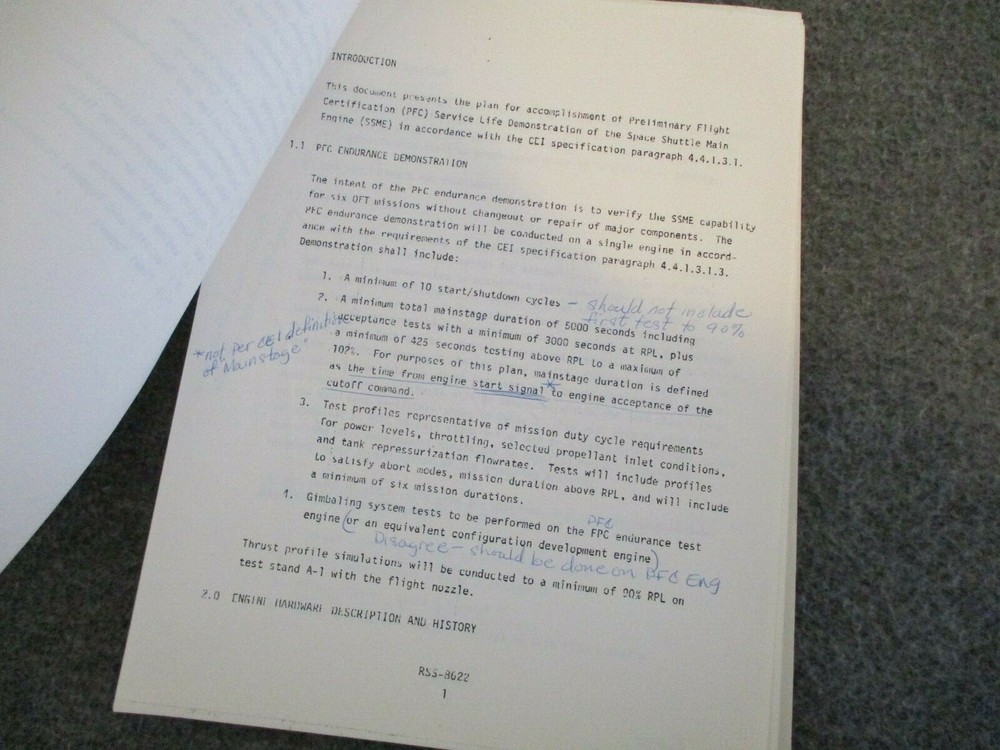 INTRODUCTION
This document presents the plan for accomplishment of Preliminary Flight
Certification (PFC) Service Life Demonstration of the Space Shuttle Main
Engine (SSME) in accordance with the CEI specification paragraph 4.4.1.3.1.
1.1 PFC ENDURANCE DEMONSTRATION
The intent of the PFC endurance demonstration is to verify the SSME capability
for six OFT missions without changeout or repair of major components. The
PFC endurance demonstration will be conducted on a single engine in accord-
ance with the requirements of the CEI specification paragraph 4.4.1.3.1.3.
Demonstration shall include:
1. A minimum of 10 start/shutdown cycles - should not include
first test to 90%
2. A minimum total mainstage duration of 5000 seconds including
acceptance tests with a minimum of 3000 seconds at RPL, plus
a minimum of 425 seconds testing above RPL to a maximum of
102%. For purposes of this plan, mainstage duration is defined
as the time from engine start signal * to engine acceptance of the
cutoff command.
*not per CEI definition
of "Mainstage"
3. Test profiles representative of mission duty cycle requirements
for power levels, throttling, selected propellant inlet conditions,
and tank repressurization flowrates. Tests will include profiles
to satisfy abort modes, mission duration above RPL, and will include
a minimum of six mission durations.
4. Gimbaling system tests to be performed on the FPC endurance test
PFC
engine (or an equivalent configuration development engine)
Disagree - should be done on PFC Eng
Thrust profile simulations will be conducted to a minimum of 90% RPL on
test stand A-1 with the flight nozzle.
2.0 ENGINE HARDWARE DESCRIPTION AND HISTORY
RSS-8622
1